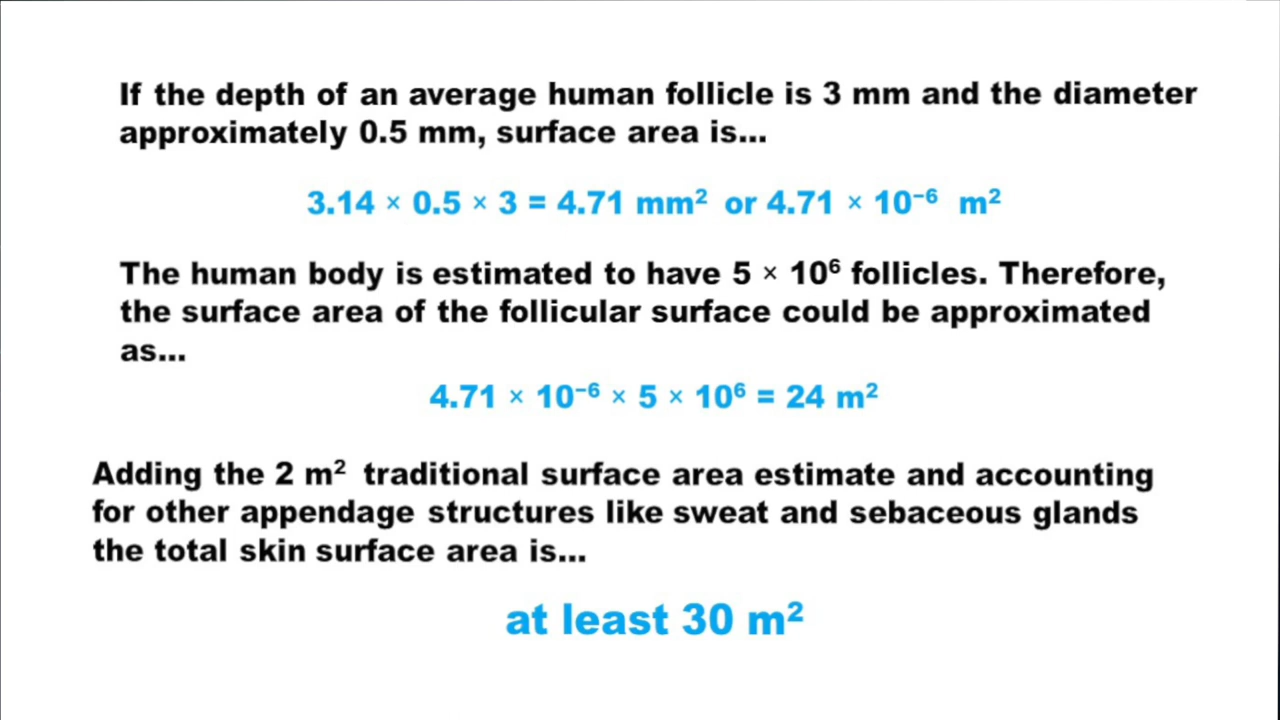 If the depth of an average human follicle is 3 mm and the diameter
approximately 0.5 mm, surface area is...
3.14 × 0.5 × 3 = 4.71 mm² or 4.71 × 10⁻⁶ m²
The human body is estimated to have 5 × 10⁶ follicles. Therefore,
the surface area of the follicular surface could be approximated
as...
4.71 × 10⁻⁶ × 5 × 10⁶ = 24 m²
Adding the 2 m² traditional surface area estimate and accounting
for other appendage structures like sweat and sebaceous glands
the total skin surface area is...
at least 30 m²